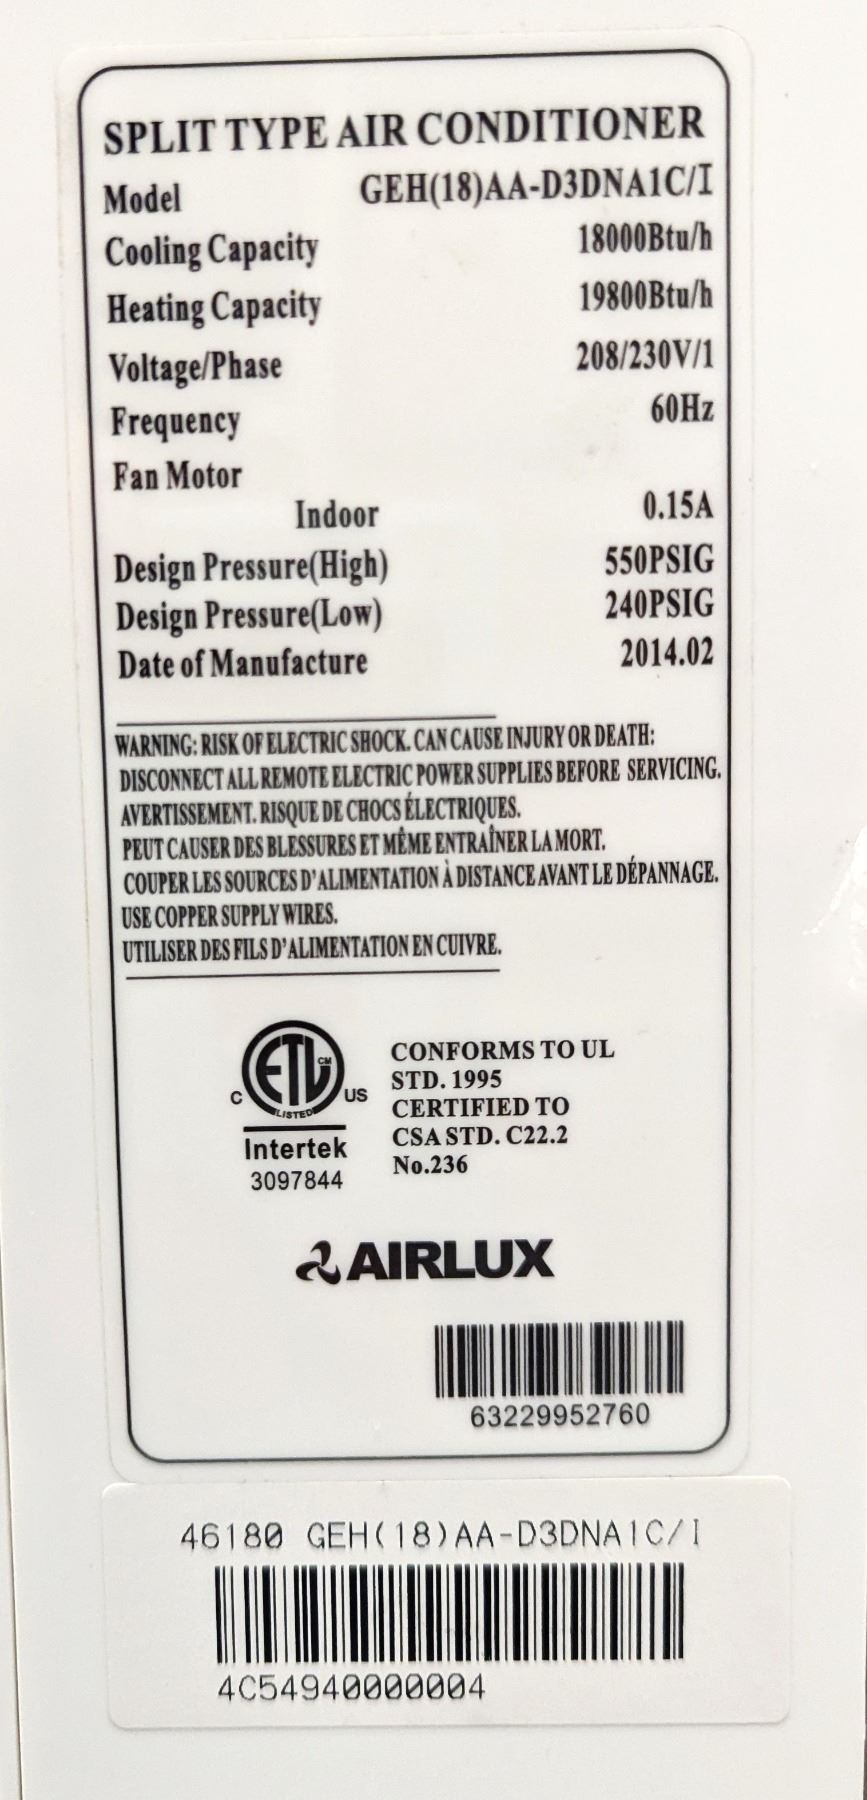 SPLIT TYPE AIR CONDITIONER
Model GEH(18)AA-D3DNA1C/I
Cooling Capacity 18000Btu/h
Heating Capacity 19800Btu/h
Voltage/Phase 208/230V/1
Frequency 60Hz
Fan Motor
Indoor 0.15A
Design Pressure(High) 550PSIG
Design Pressure(Low) 240PSIG
Date of Manufacture 2014.02
WARNING: RISK OF ELECTRIC SHOCK. CAN CAUSE INJURY OR DEATH:
DISCONNECT ALL REMOTE ELECTRIC POWER SUPPLIES BEFORE SERVICING.
AVERTISSEMENT. RISQUE DE CHOCS ÉLECTRIQUES.
PEUT CAUSER DES BLESSURES ET MÊME ENTRAÎNER LA MORT.
COUPER LES SOURCES D'ALIMENTATION À DISTANCE AVANT LE DÉPANNAGE.
USE COPPER SUPPLY WIRES.
UTILISER DES FILS D'ALIMENTATION EN CUIVRE.
ETL CM
LISTED
C US
Intertek
3097844
CONFORMS TO UL
STD. 1995
CERTIFIED TO
CSA STD. C22.2
No.236
AIRLUX
63229952760
46180 GEH(18)AA-D3DNA1C/I
4C54940000004